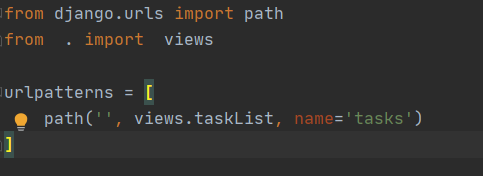 from django.urls import path
from . import views
urlpatterns = [
path('', views.taskList, name='tasks')
]